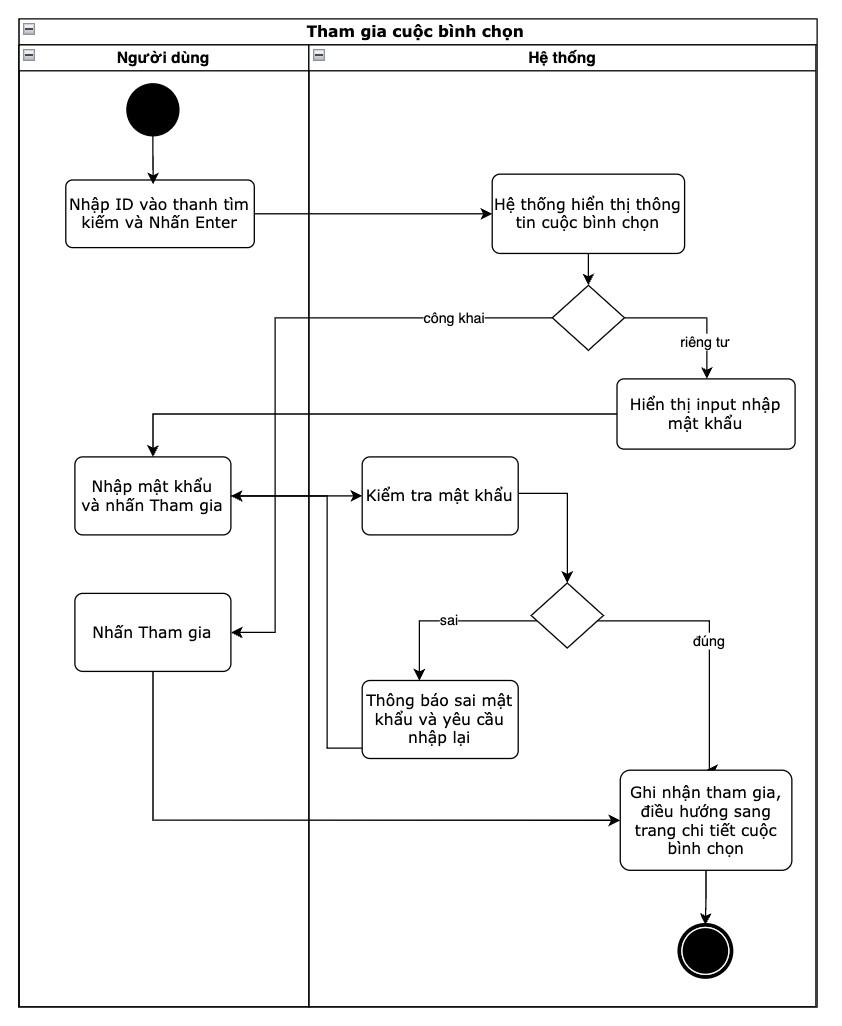 Tham gia cuộc bình chọn
Người dùng
Hệ thống
Nhập ID vào thanh tìm
kiếm và Nhấn Enter
Hệ thống hiển thị thông
tin cuộc bình chọn
công khai
riêng tư
Hiển thị input nhập
mật khẩu
Nhập mật khẩu
và nhấn Tham gia
Kiểm tra mật khẩu
Nhấn Tham gia
sai
đúng
Thông báo sai mật
khẩu và yêu cầu
nhập lại
Ghi nhận tham gia,
điều hướng sang
trang chi tiết cuộc
bình chọn